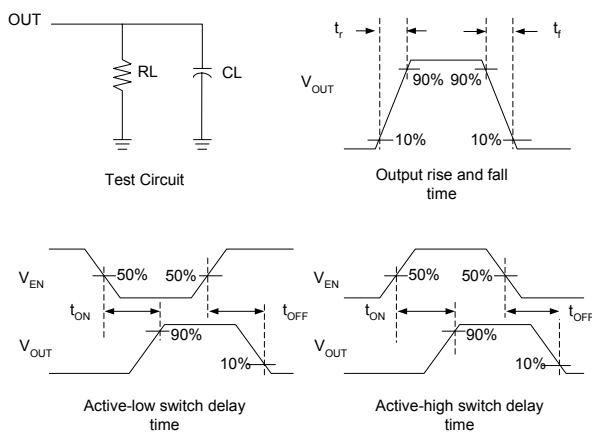 OUT
RL
CL
Test Circuit
tr
tf
VOUT
90% 90%
10%
10%
Output rise and fall
time
VEN
50%
50%
tON
tOFF
VOUT
90%
10%
Active-low switch delay
time
VEN
50%
50%
tON
tOFF
VOUT
90%
10%
Active-high switch delay
time